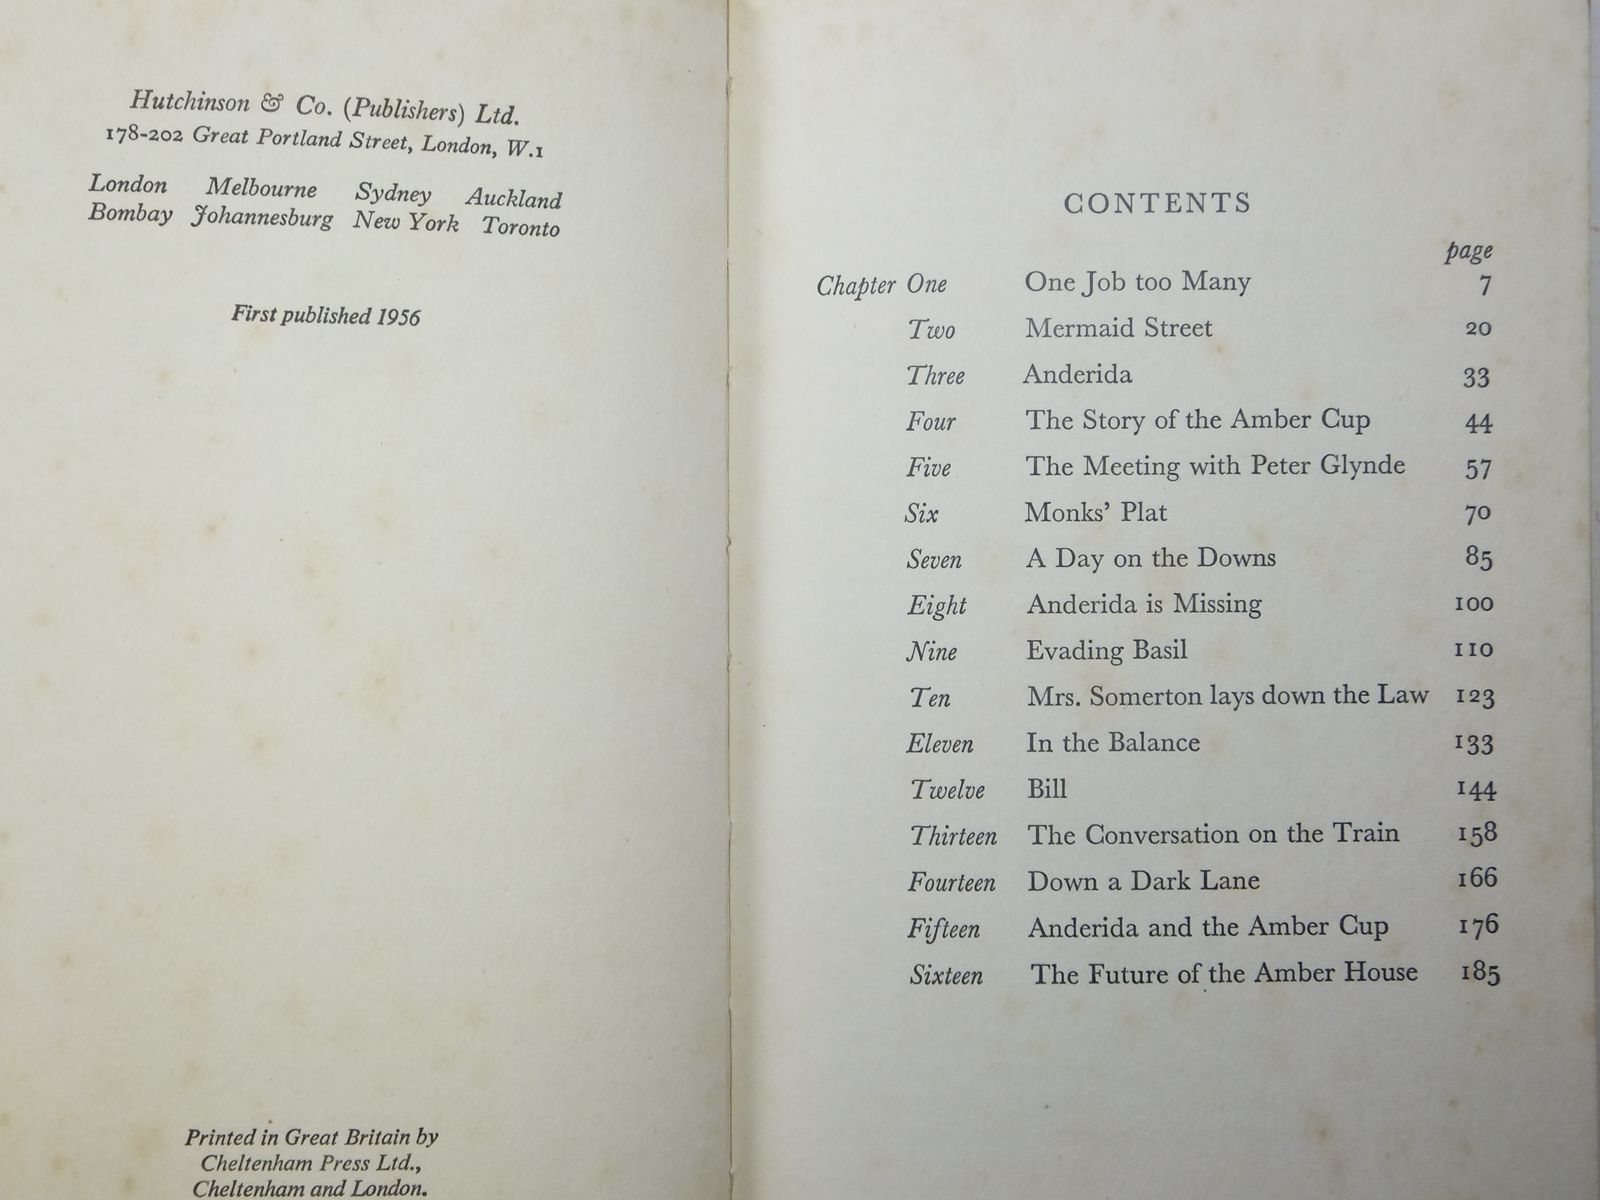 Hutchinson & Co. (Publishers) Ltd.
178-202 Great Portland Street, London, W.1
London Melbourne Sydney Auckland
Bombay Johannesburg New York Toronto
First published 1956
Printed in Great Britain by
Cheltenham Press Ltd.,
Cheltenham and London.
CONTENTS
page
Chapter One One Job too Many 7
Two Mermaid Street 20
Three Anderida 33
Four The Story of the Amber Cup 44
Five The Meeting with Peter Glynde 57
Six Monks' Plat 70
Seven A Day on the Downs 85
Eight Anderida is Missing 100
Nine Evading Basil 110
Ten Mrs. Somerton lays down the Law 123
Eleven In the Balance 133
Twelve Bill 144
Thirteen The Conversation on the Train 158
Fourteen Down a Dark Lane 166
Fifteen Anderida and the Amber Cup 176
Sixteen The Future of the Amber House 185